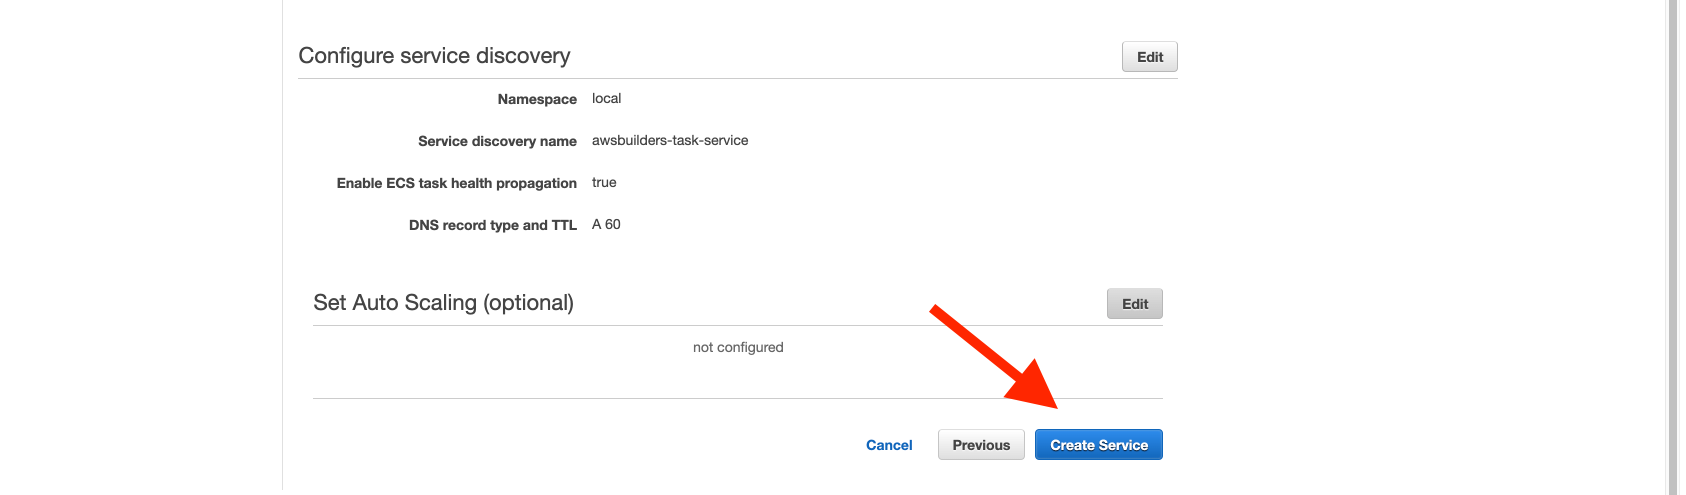 Configure service discovery
Edit
Namespace local
Service discovery name awsbuilders-task-service
Enable ECS task health propagation true
DNS record type and TTL A 60
Set Auto Scaling (optional)
Edit
not configured
Cancel Previous Create Service